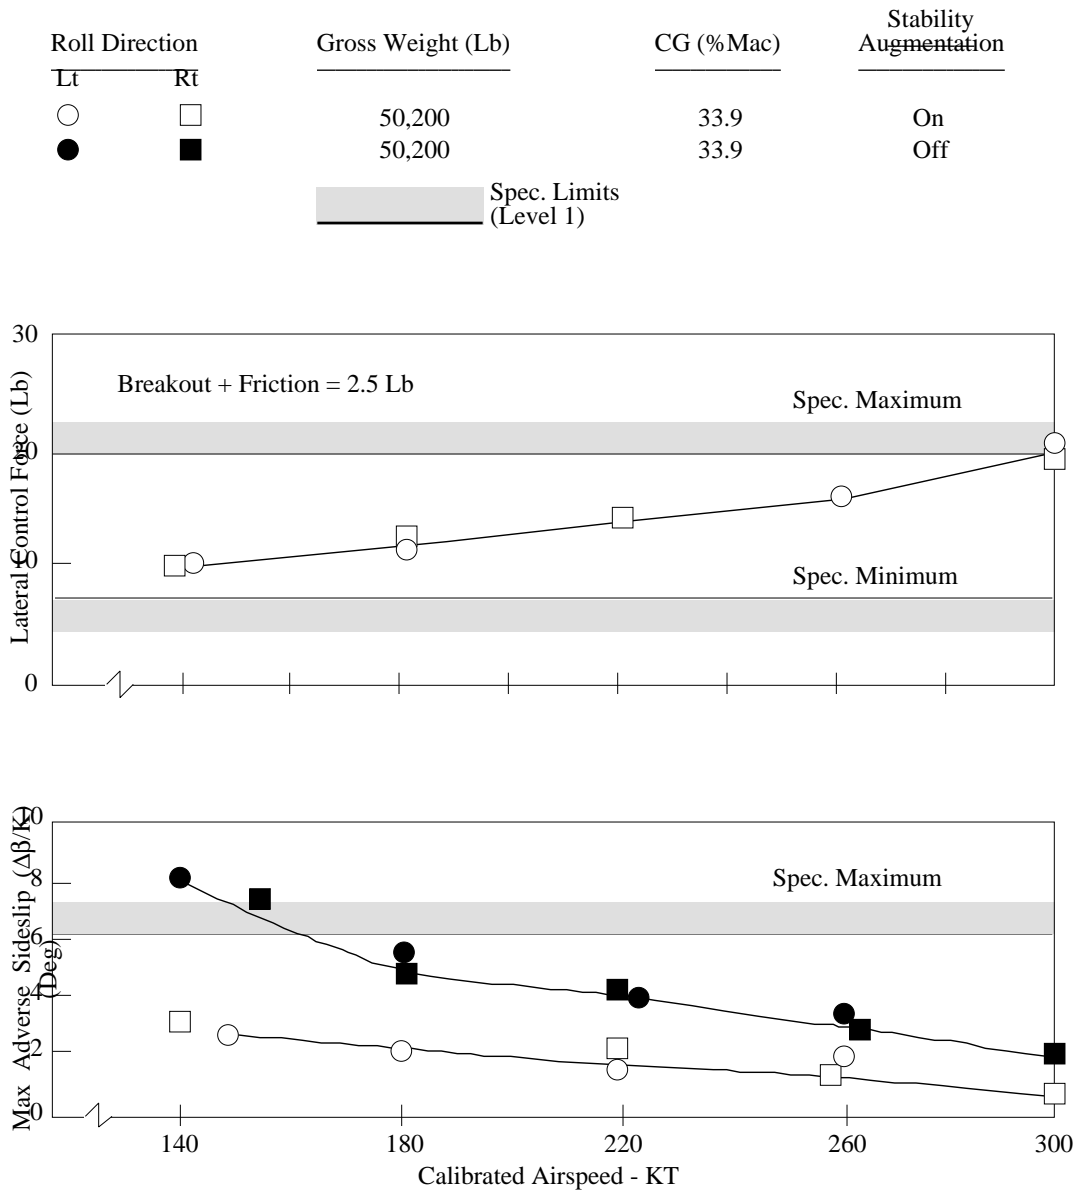 Stability
Roll Direction Gross Weight (Lb) CG (%Mac) Augmentation
Lt Rt
50,200 33.9 On
50,200 33.9 Off
Spec. Limits
(Level 1)
Lateral Control Force (Lb)
30
Breakout + Friction = 2.5 Lb
Spec. Maximum
20
10
Spec. Minimum
0
Max Adverse Sideslip (Δβ/K)
(Deg)
10
8
Spec. Maximum
6
4
2
0
140 180 220 260 300
Calibrated Airspeed - KT